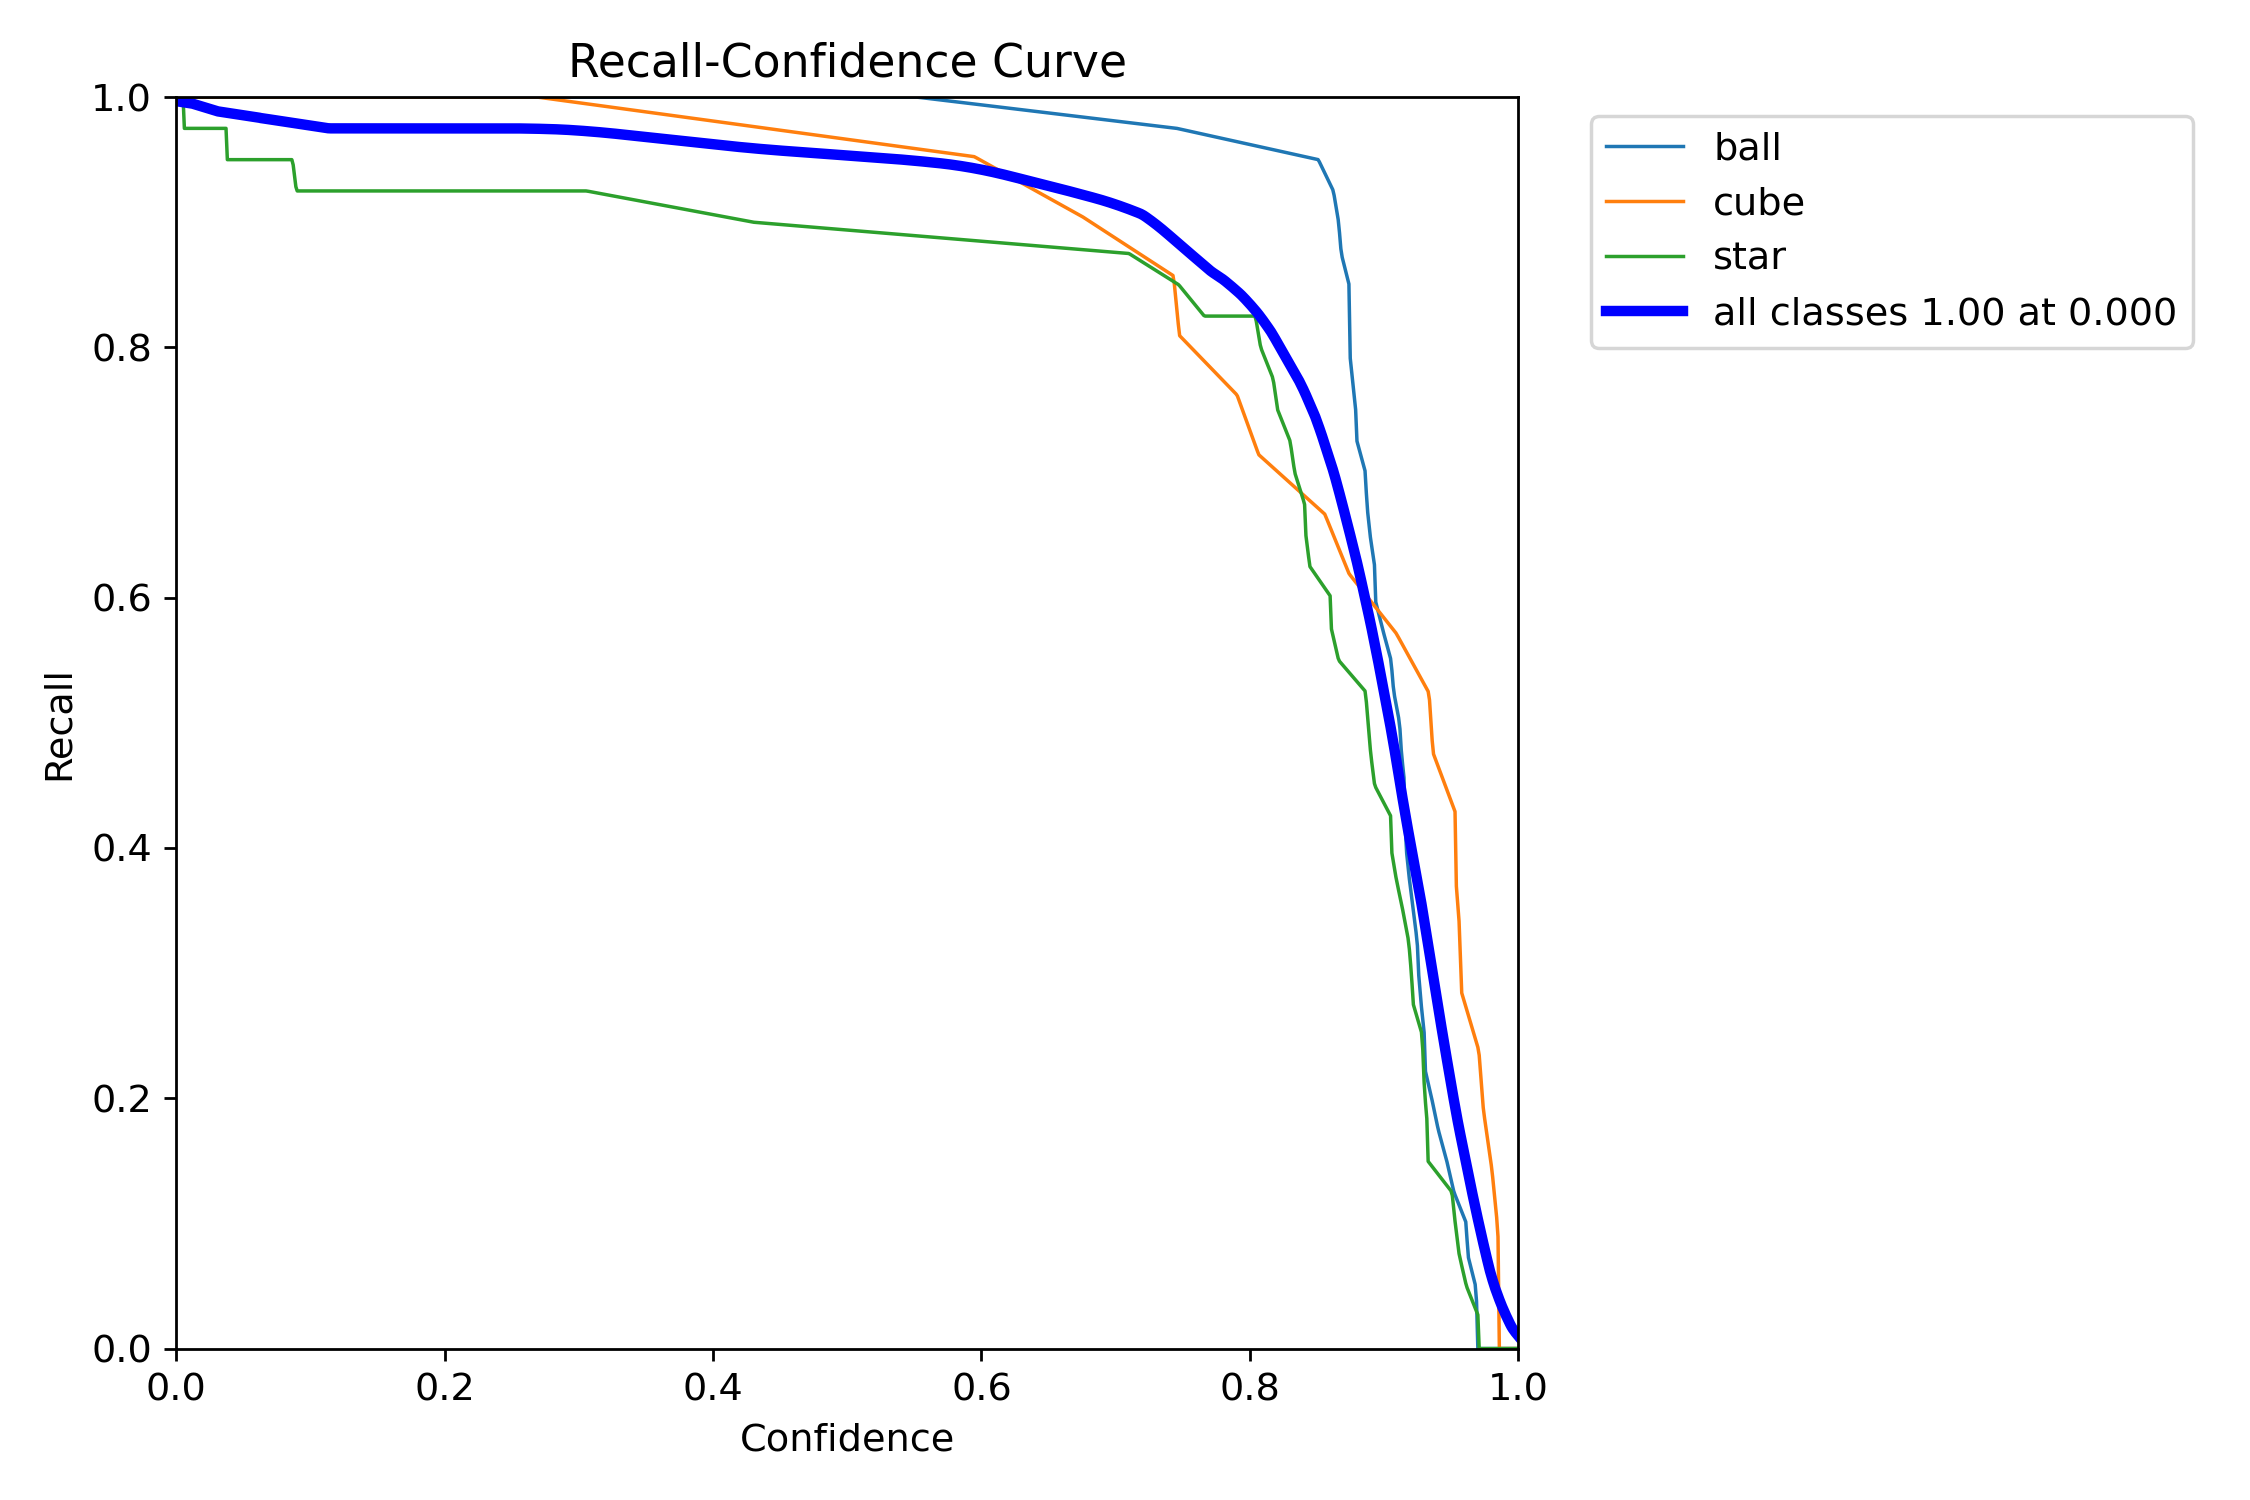 Recall-Confidence Curve
1.0
0.8
0.6
0.4
0.2
0.0
Recall
0.0 0.2 0.4 0.6 0.8 1.0
Confidence
ball
cube
star
all classes 1.00 at 0.000